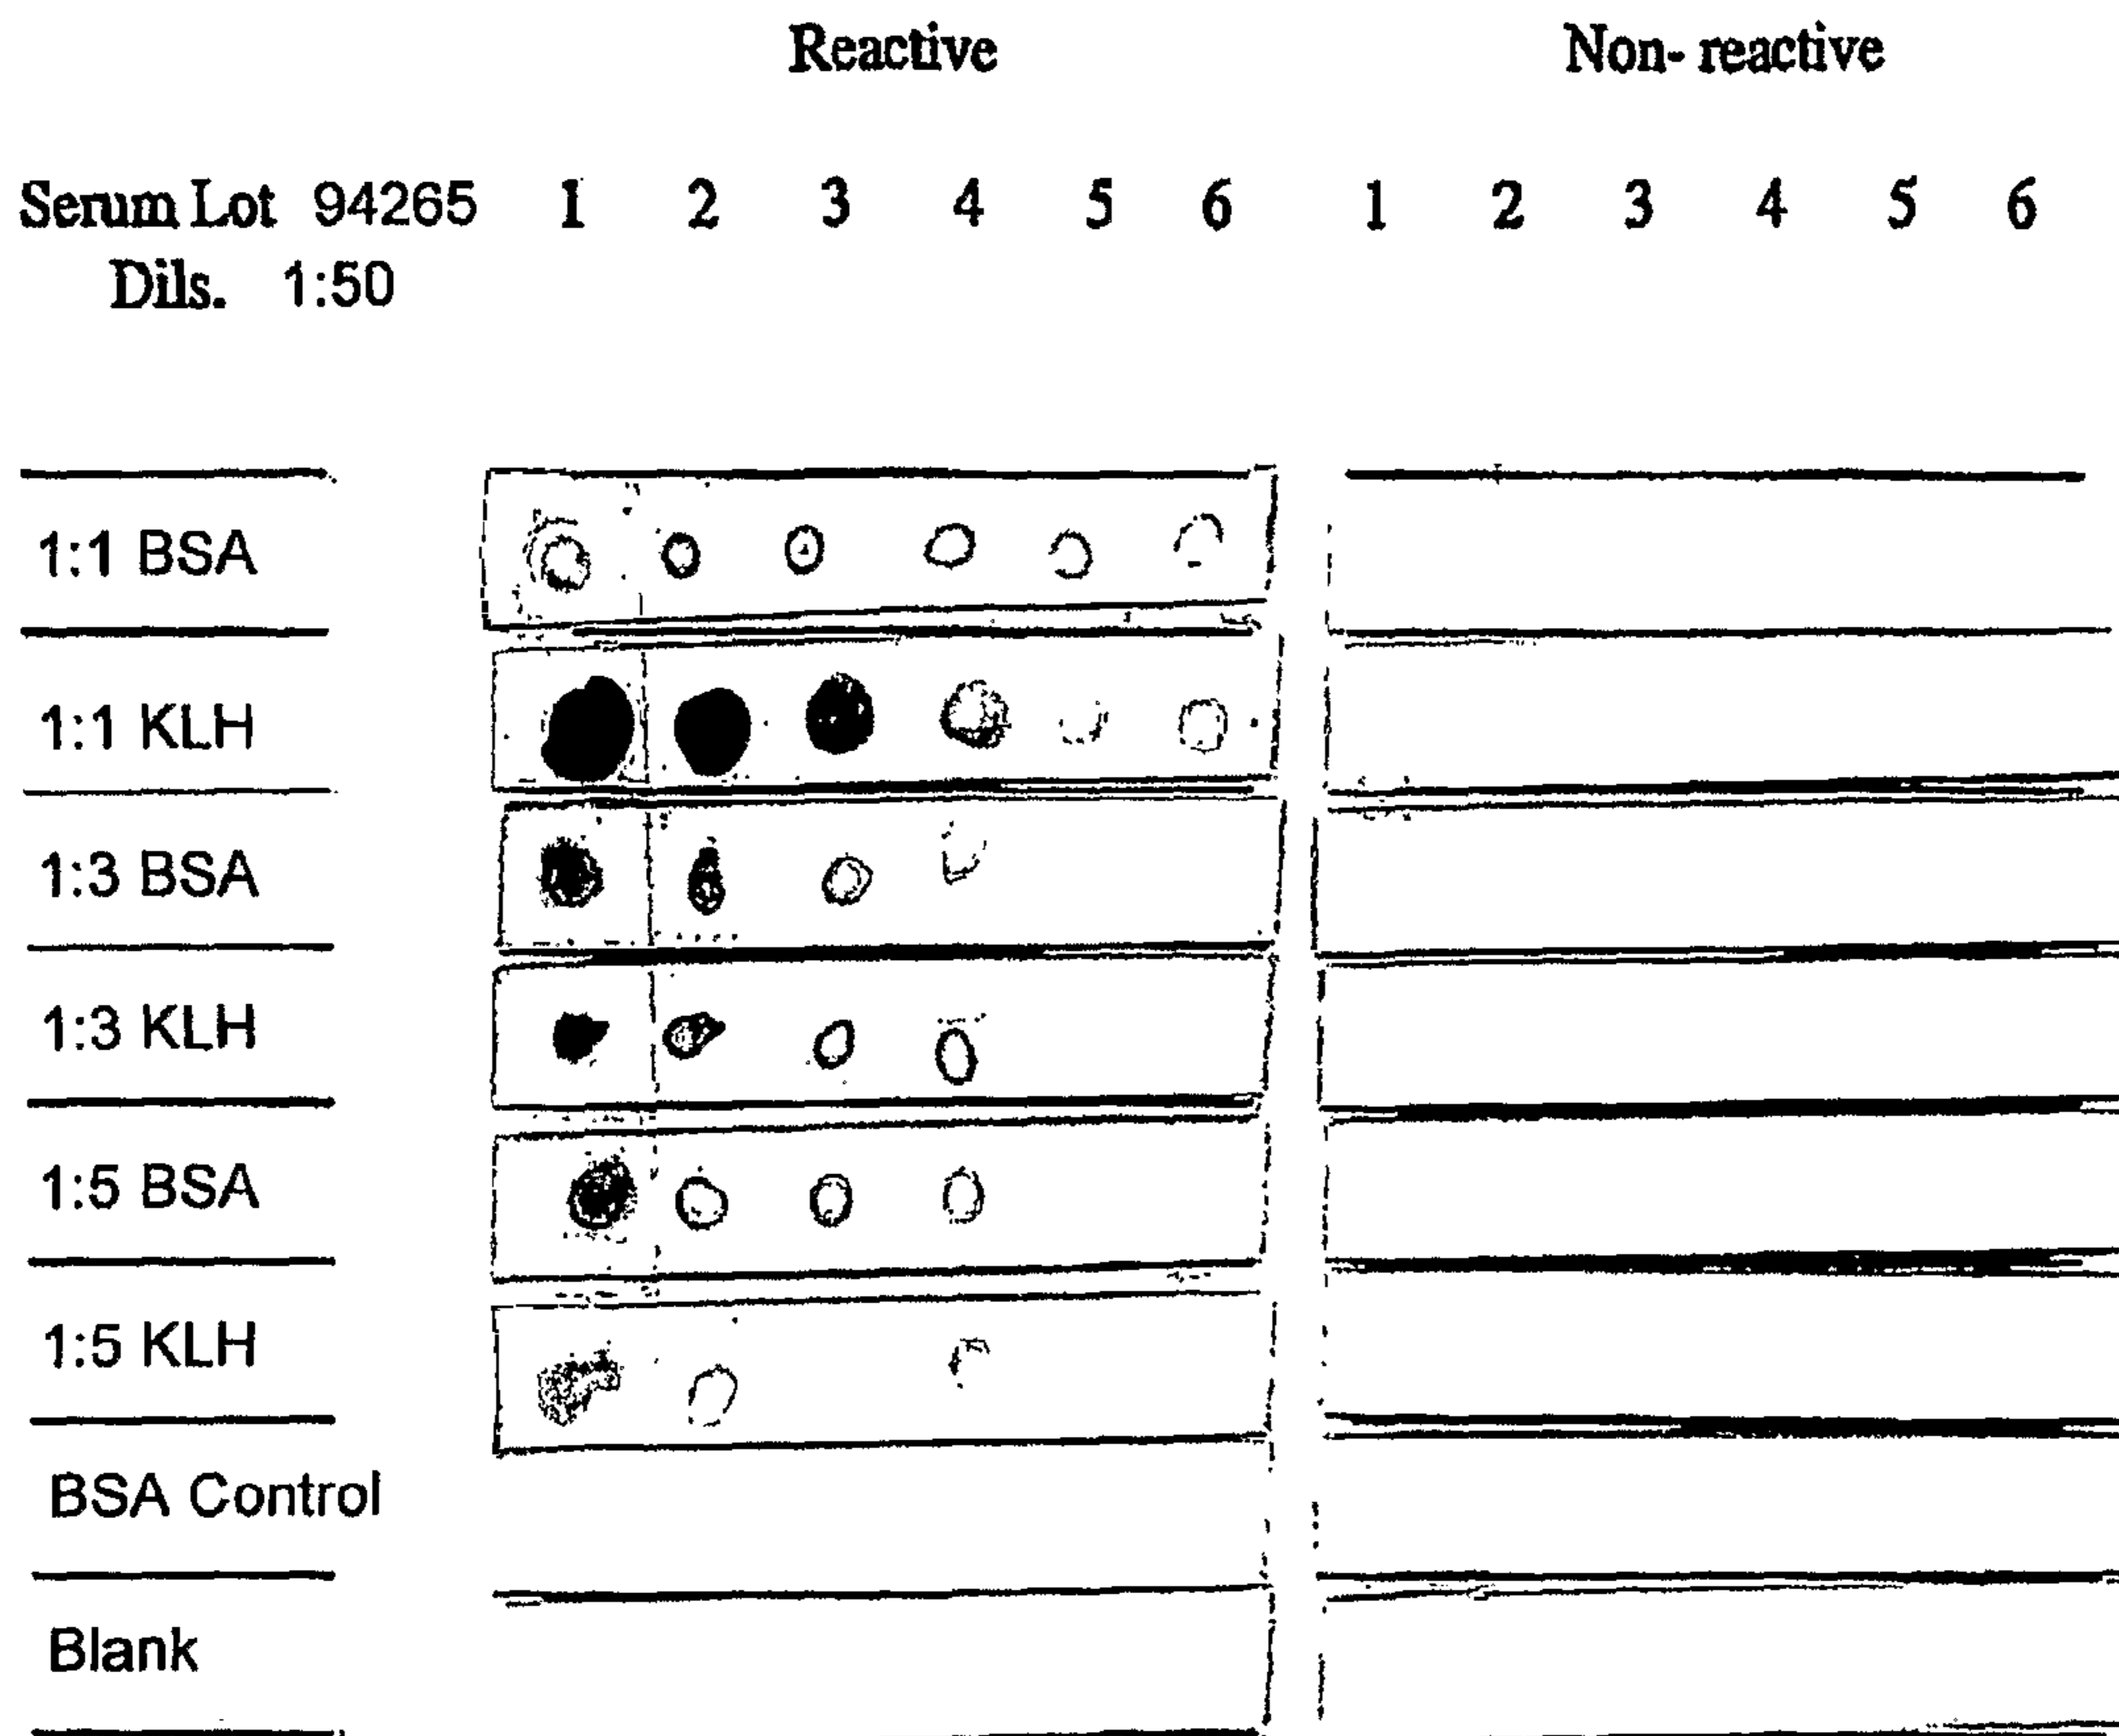 Reactive Non- reactive
Serum Lot 94265 1 2 3 4 5 6 1 2 3 4 5 6
Dils. 1:50
1:1 BSA
1:1 KLH
1:3 BSA
1:3 KLH
1:5 BSA
1:5 KLH
BSA Control
Blank